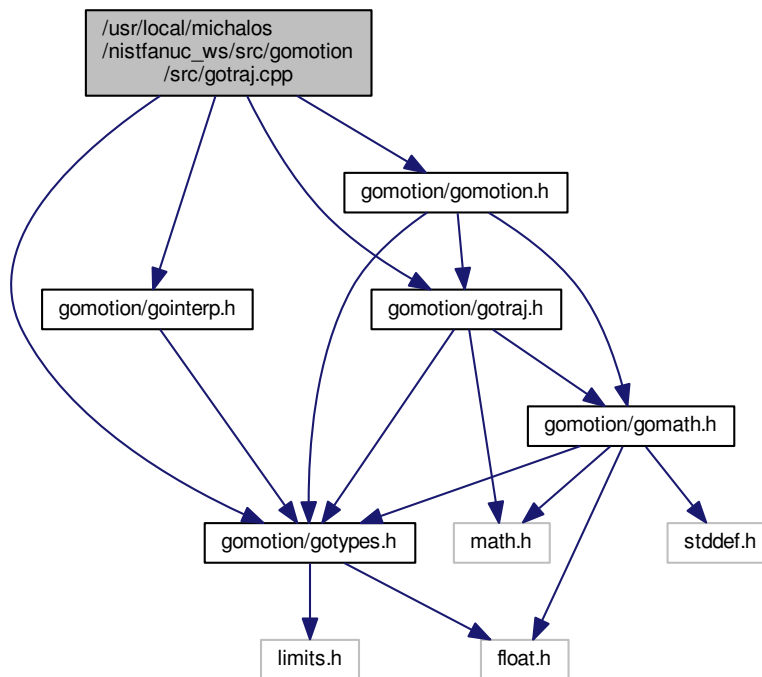 /usr/local/michalos
/nistfanuc_ws/src/gomotion
/src/gotraj.cpp
gomotion/gomotion.h
gomotion/gointerp.h
gomotion/gotraj.h
gomotion/gomath.h
gomotion/gotypes.h
math.h
stddef.h
limits.h
float.h